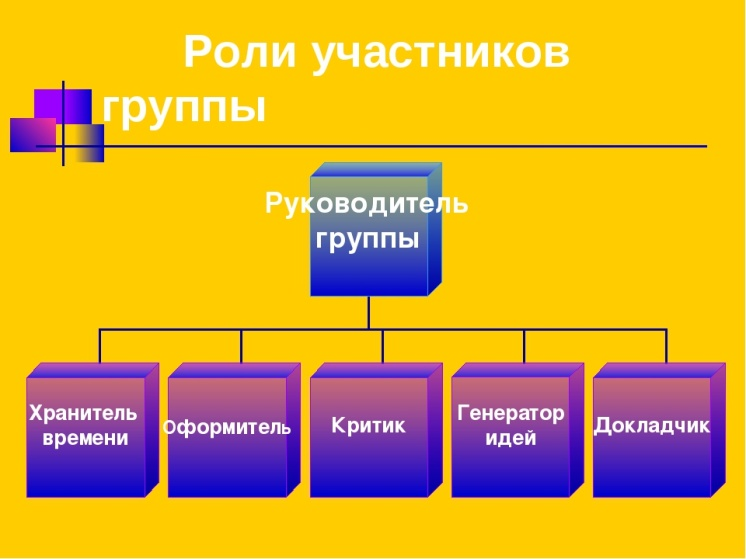 Роли участников
группы
Руководитель
группы
Хранитель
времени
Оформитель
Критик
Генератор
идей
Докладчик